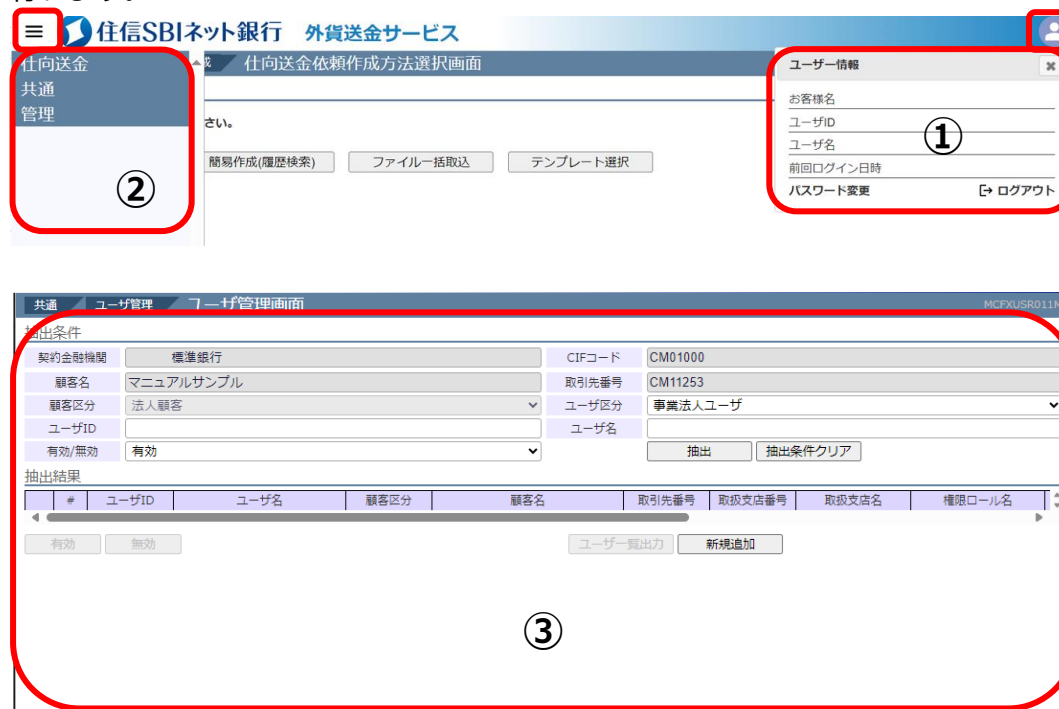 住信SBIネット銀行 外貨送金サービス
仕向送金
共通
管理
仕向送金依頼作成方法選択画面
さい。
簡易作成(履歴検索) ファイル一括取込 テンプレート選択
②
ユーザー情報
お客様名
ユーザID
ユーザ名
前回ログイン日時
パスワード変更 ログアウト
①
共通 ユーザ管理 ユーザ管理画面 MCFXUSR011M
抽出条件
契約金融機関 標準銀行 CIFコード CM01000
顧客名 マニュアルサンプル 取引先番号 CM11253
顧客区分 法人顧客 ユーザ区分 事業法人ユーザ
ユーザID ユーザ名
有効/無効 有効 抽出 抽出条件クリア
抽出結果
# ユーザID ユーザ名 顧客区分 顧客名 取引先番号 取扱支店番号 取扱支店名 権限ロール名
有効 無効 ユーザ一覧出力 新規追加
③